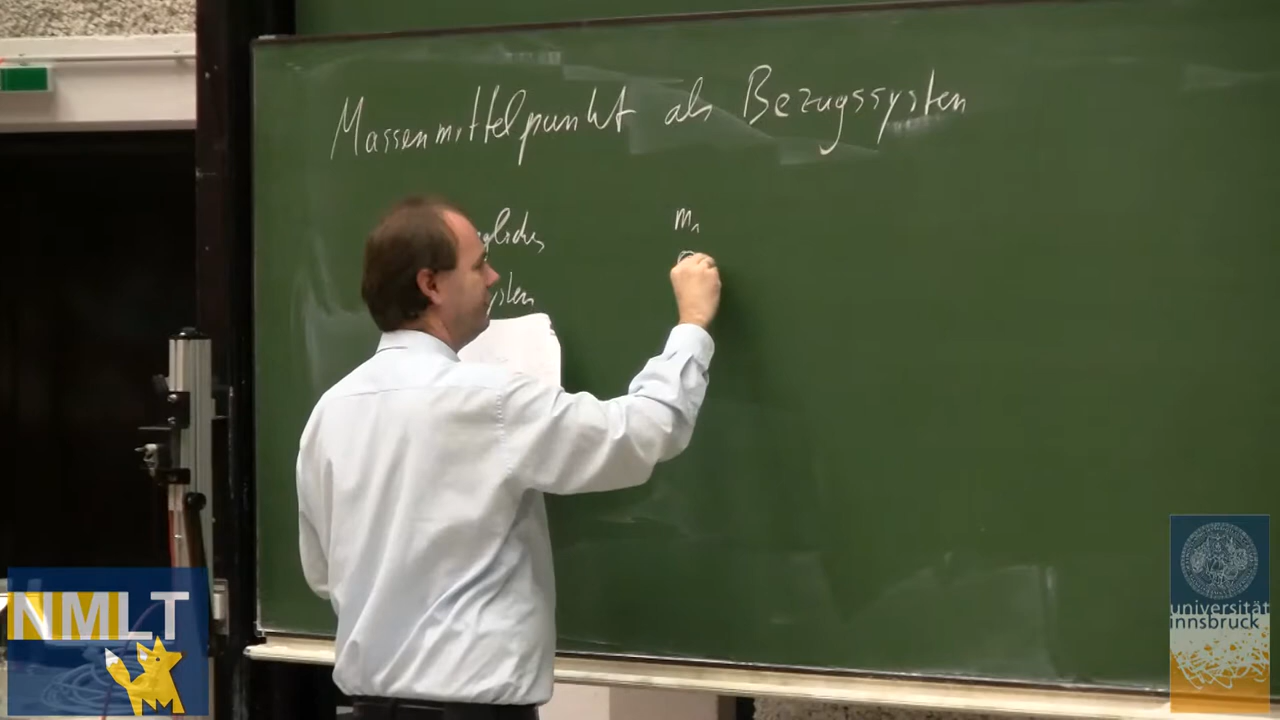 Massenmittelpunkt als Bezugssystem
m₁
NMLT
universität
innsbruck